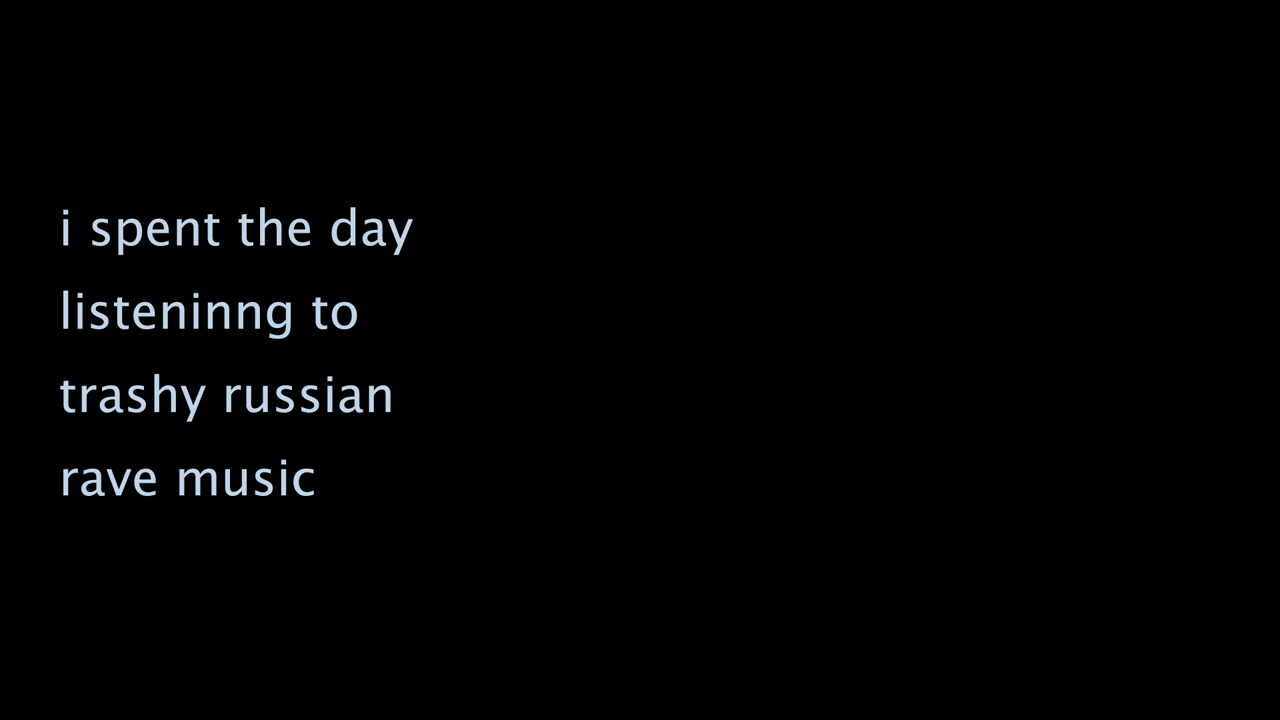 i spent the day
listeninng to
trashy russian
rave music